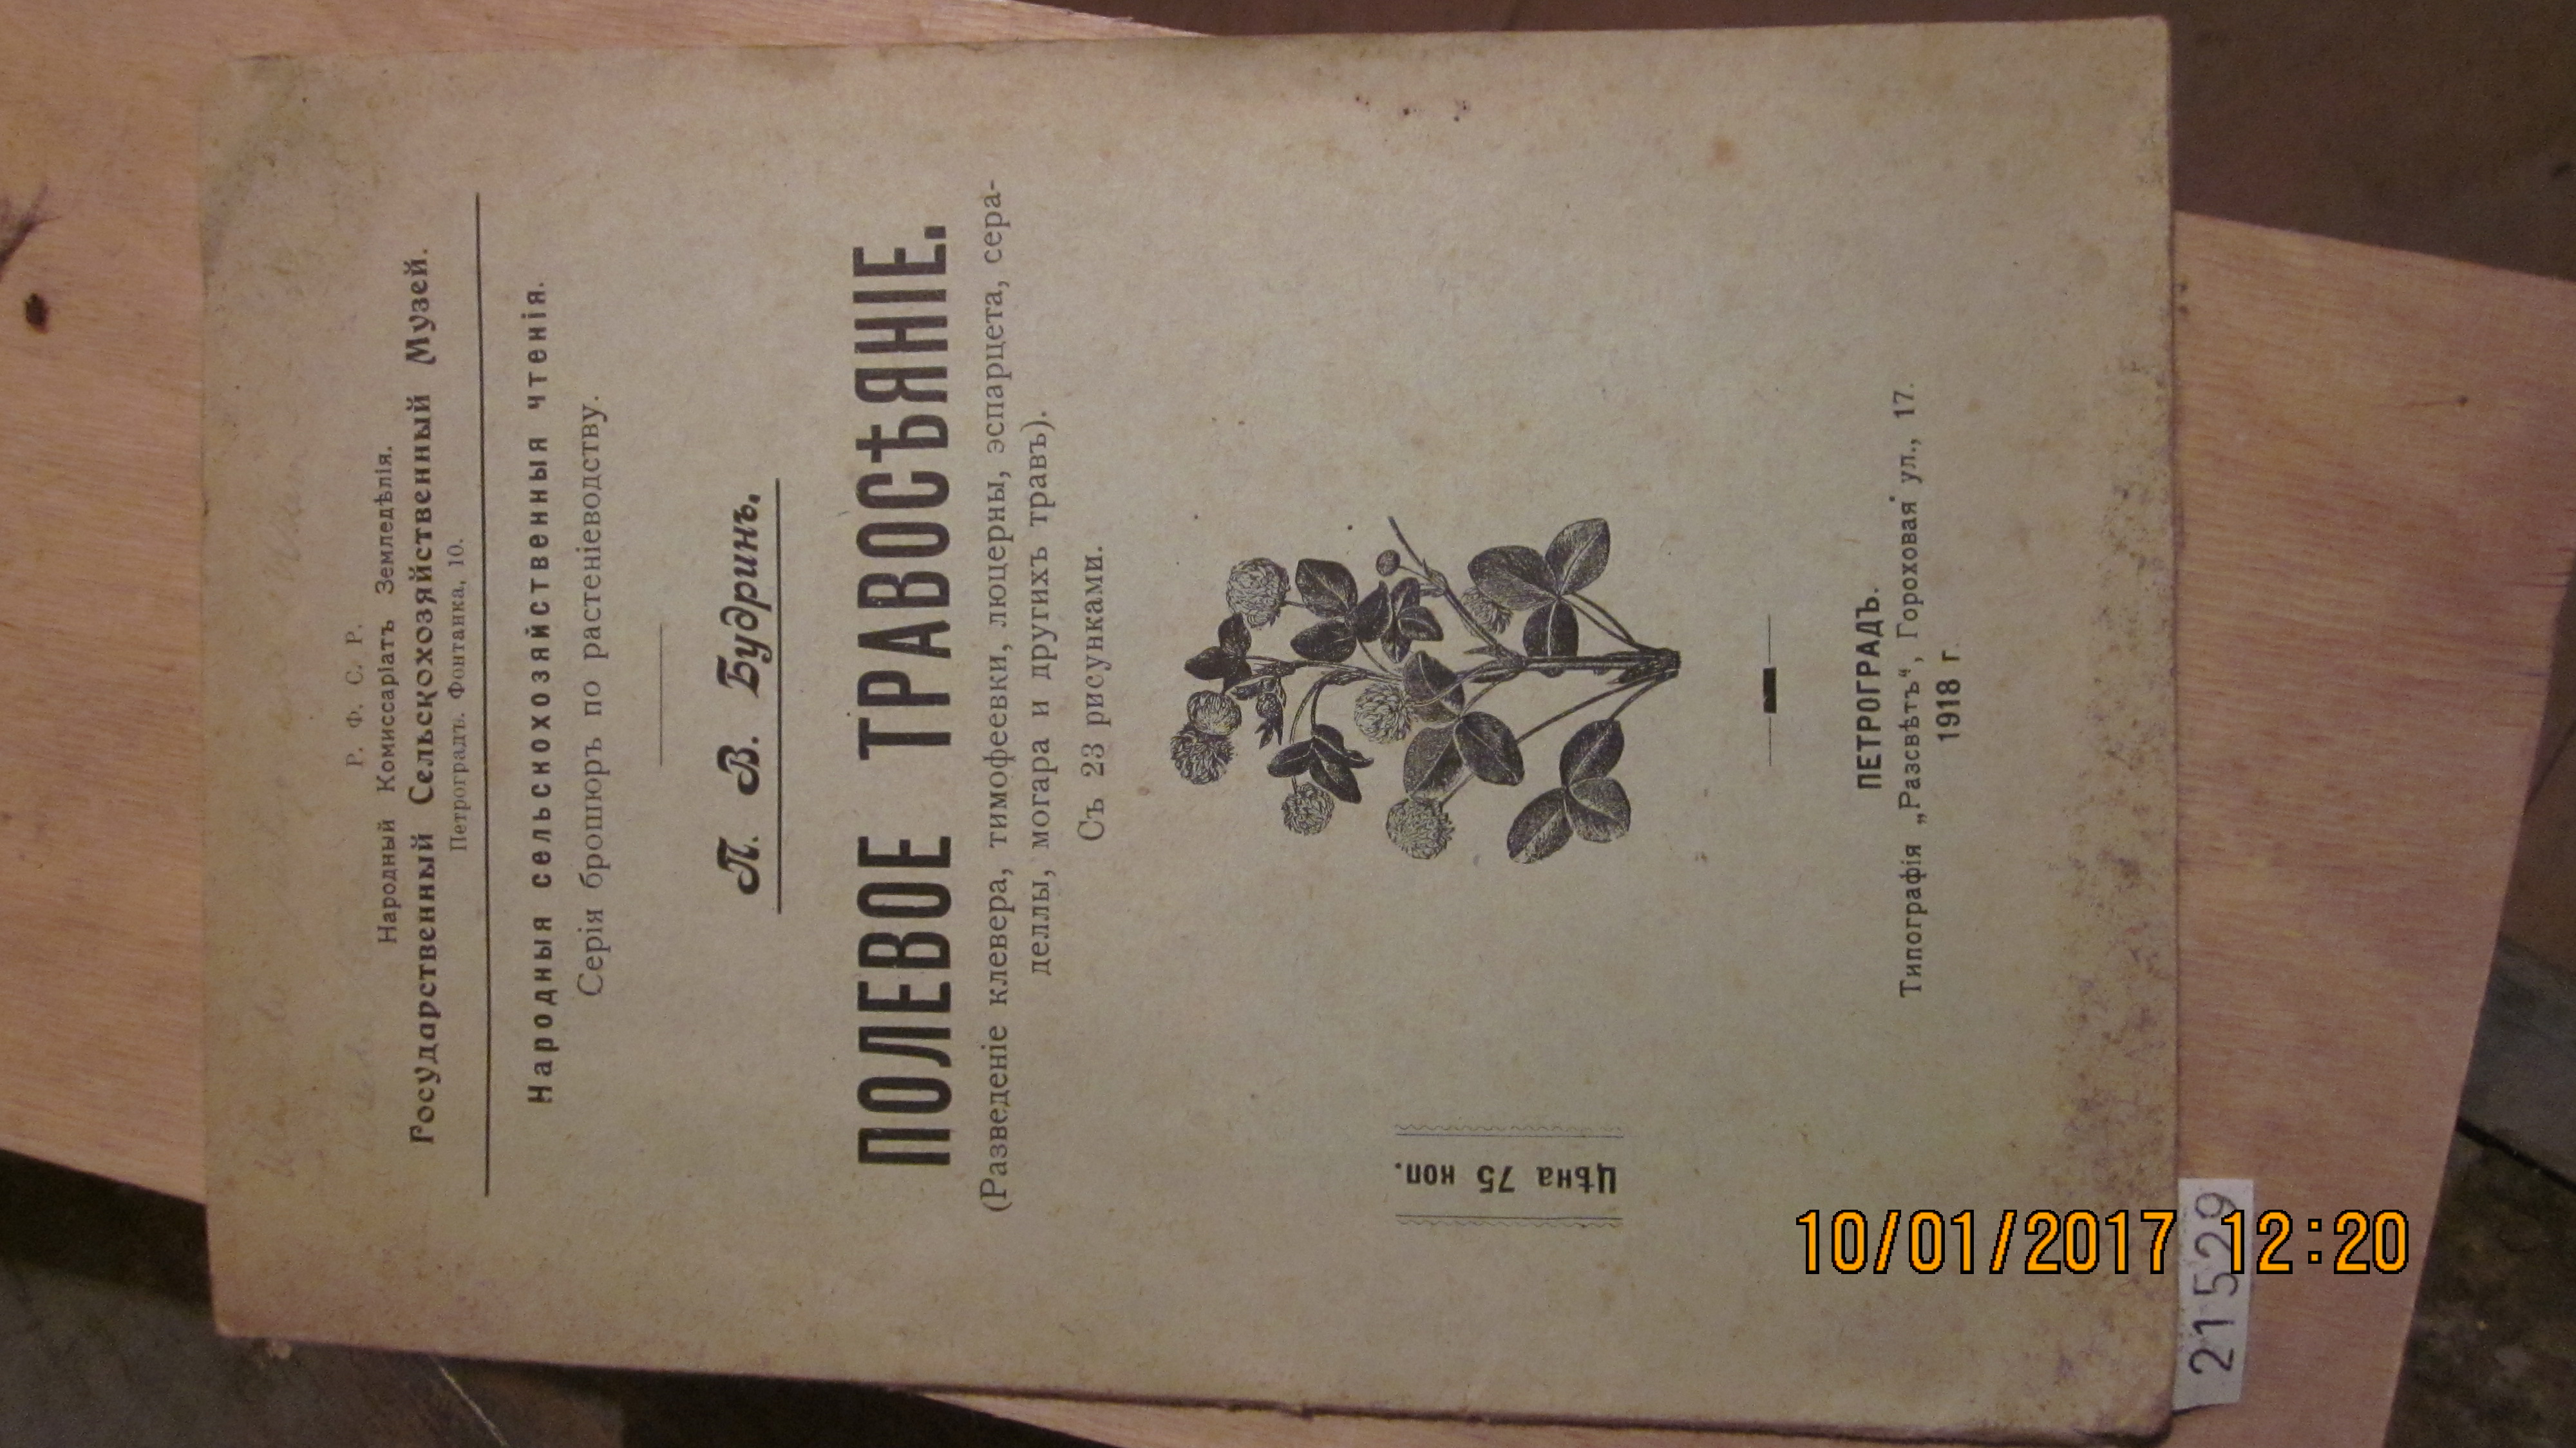 Р. Ф. С. Р.
Народный Комиссаріатъ Земледѣлія.
Государственный Сельскохозяйственный Музей.
Петроградъ. Фонтанка, 10.
Народныя сельскохозяйственныя чтенія.
Серія брошюръ по растеніеводству.
П. В. Будринъ.
ПОЛЕВОЕ ТРАВОСѢЯНІЕ.
(Разведеніе клевера, тимофеевки, люцерны, эспарцета, сера-
деллы, могара и другихъ травъ).
Съ 23 рисунками.
Цѣна 75 коп.
ПЕТРОГРАДЪ.
Типографія „Разсвѣтъ“, Гороховая ул., 17.
1918 г.
21529
10/01/2017 12:20